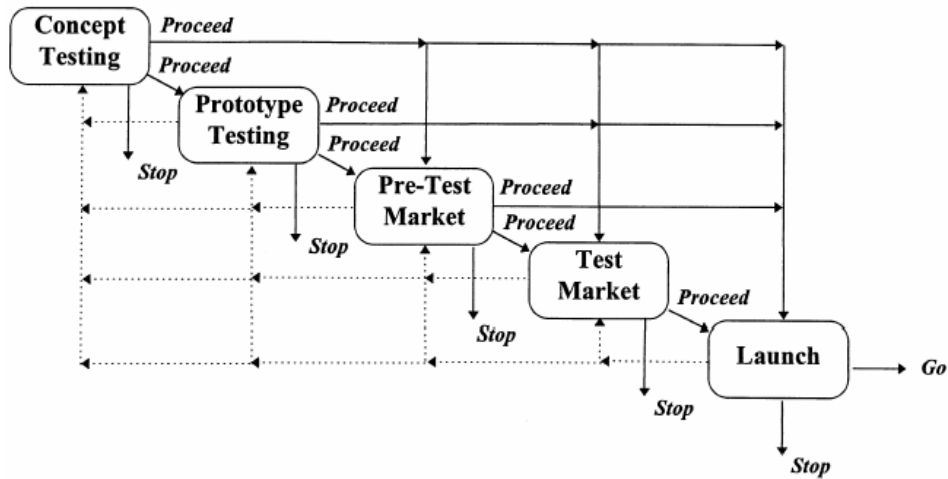 Concept
Testing
Proceed
Proceed
Prototype
Testing
Proceed
Stop
Proceed
Pre-Test
Market
Proceed
Stop
Proceed
Test
Market
Proceed
Stop
Launch
Go
Stop
Stop